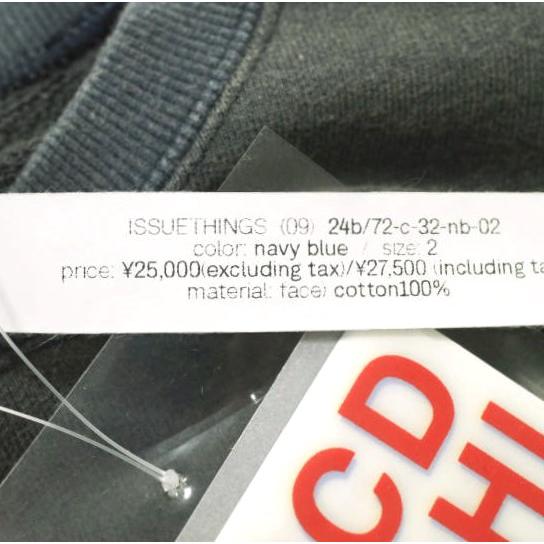 ISSUETHINGS (09) 24b/72-c-32-nb-02
color: navy blue / size: 2
price: ¥25,000(excluding tax)/¥27,500 (including ta
material: face) cotton100%
CD
HI